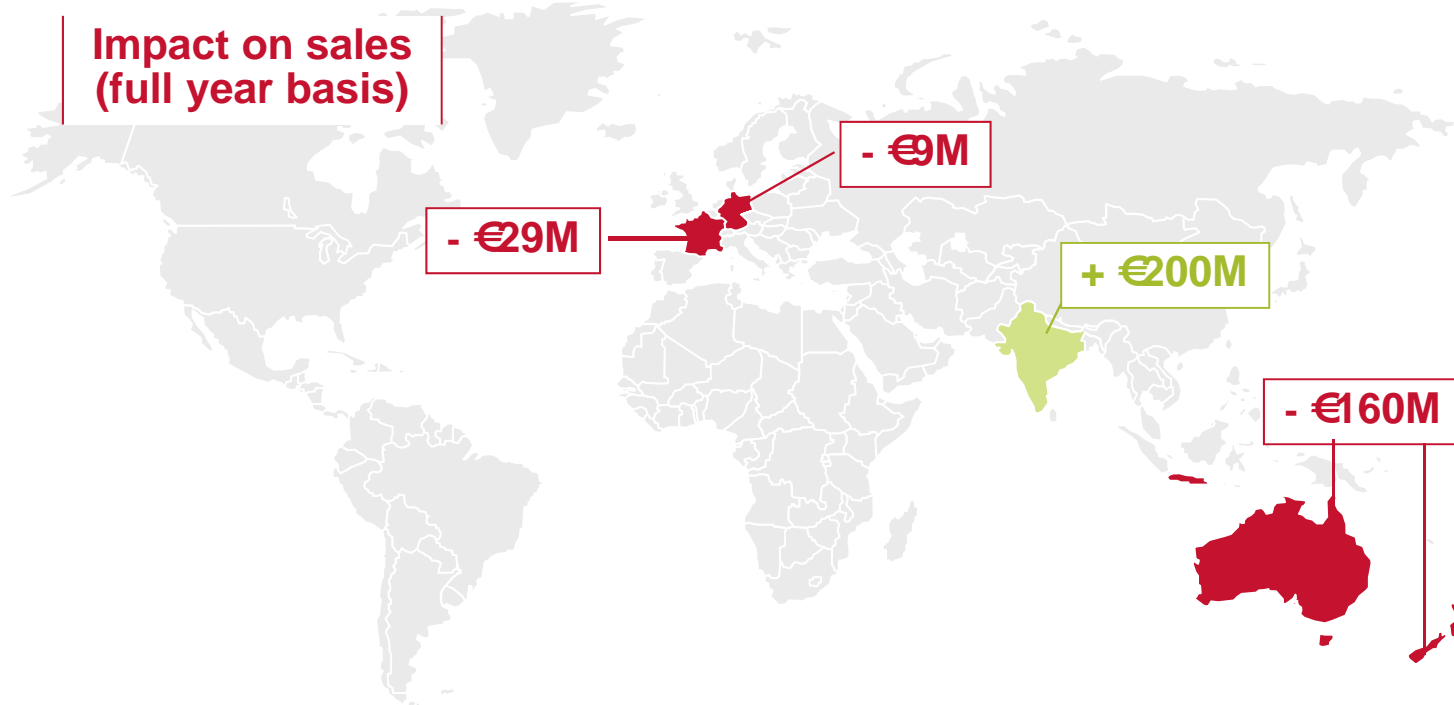 Impact on sales
(full year basis)
- €9M
- €29M
+ €200M
- €160M